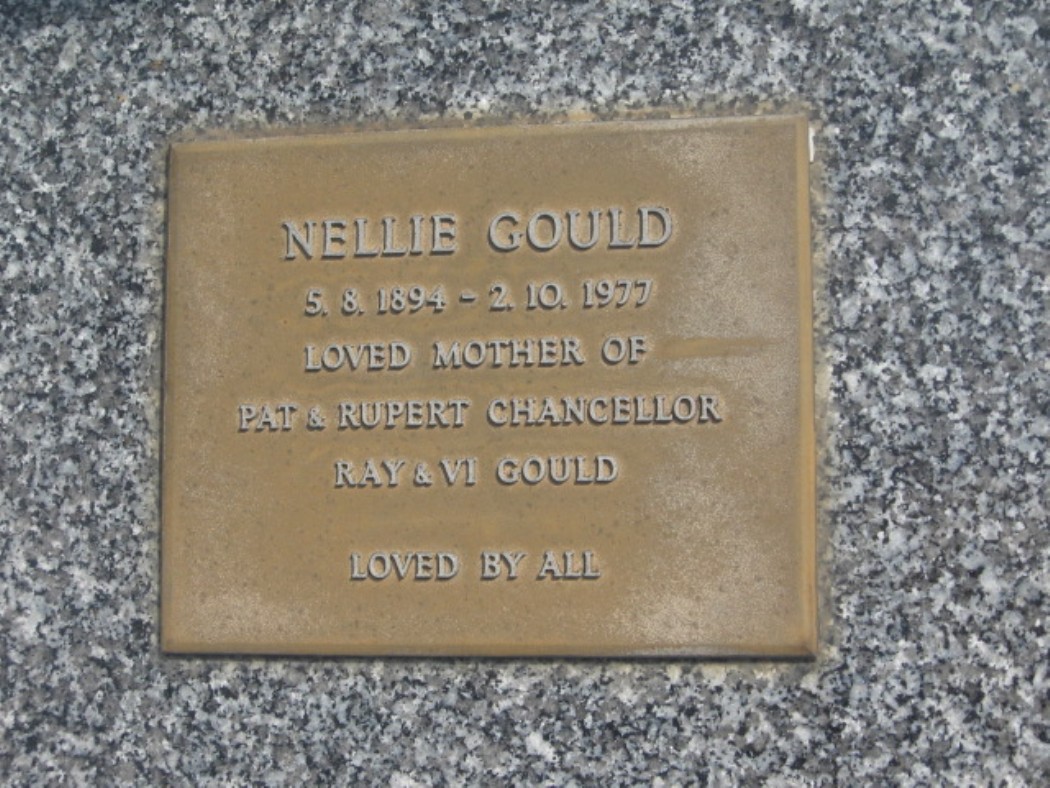 NELLIE GOULD
5. 8. 1894 - 2. 10. 1977
LOVED MOTHER OF
PAT & RUPERT CHANCELLOR
RAY & VI GOULD
LOVED BY ALL